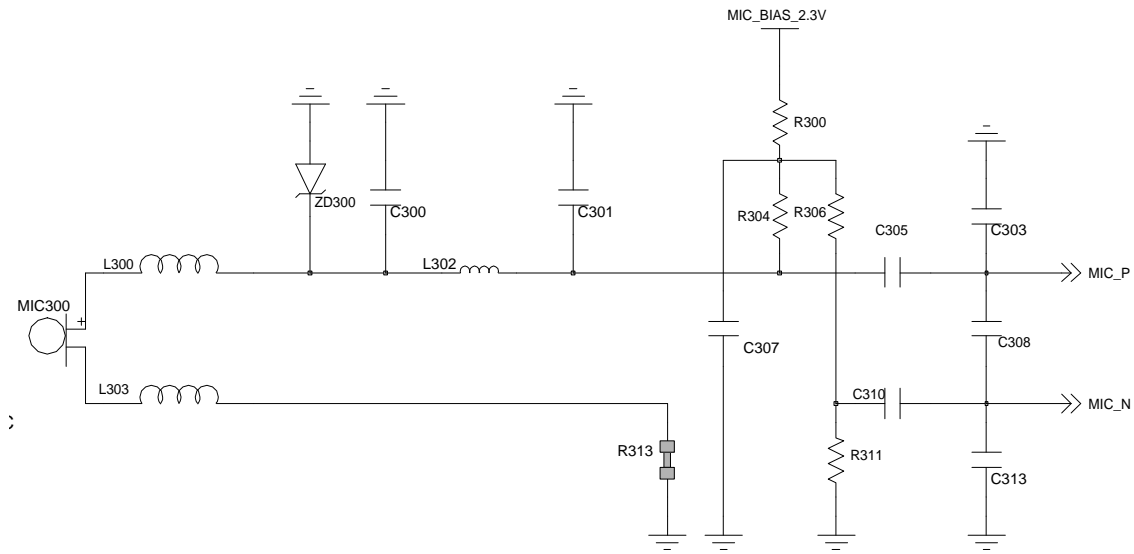 MIC_BIAS_2.3V
R300
ZD300
C300
C301
R304
R306
C305
C303
L300
L302
MIC_P
MIC300
+
C307
C308
L303
C310
MIC_N
R313
R311
C313